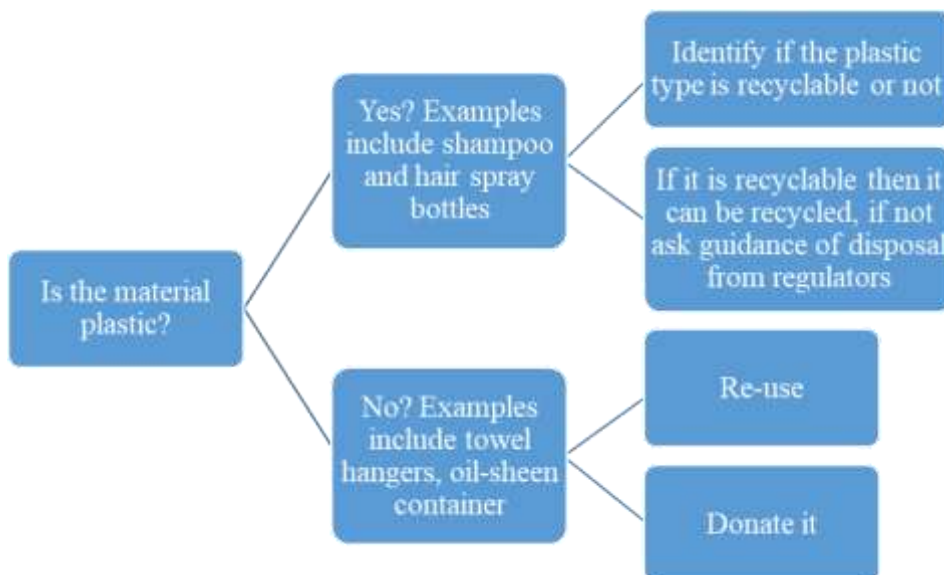 Is the material
plastic?
Yes? Examples
include shampoo
and hair spray
bottles
Identify if the plastic
type is recyclable or not
If it is recyclable then it
can be recycled, if not
ask guidance of disposal
from regulators
No? Examples
include towel
hangers, oil-sheen
container
Re-use
Donate it